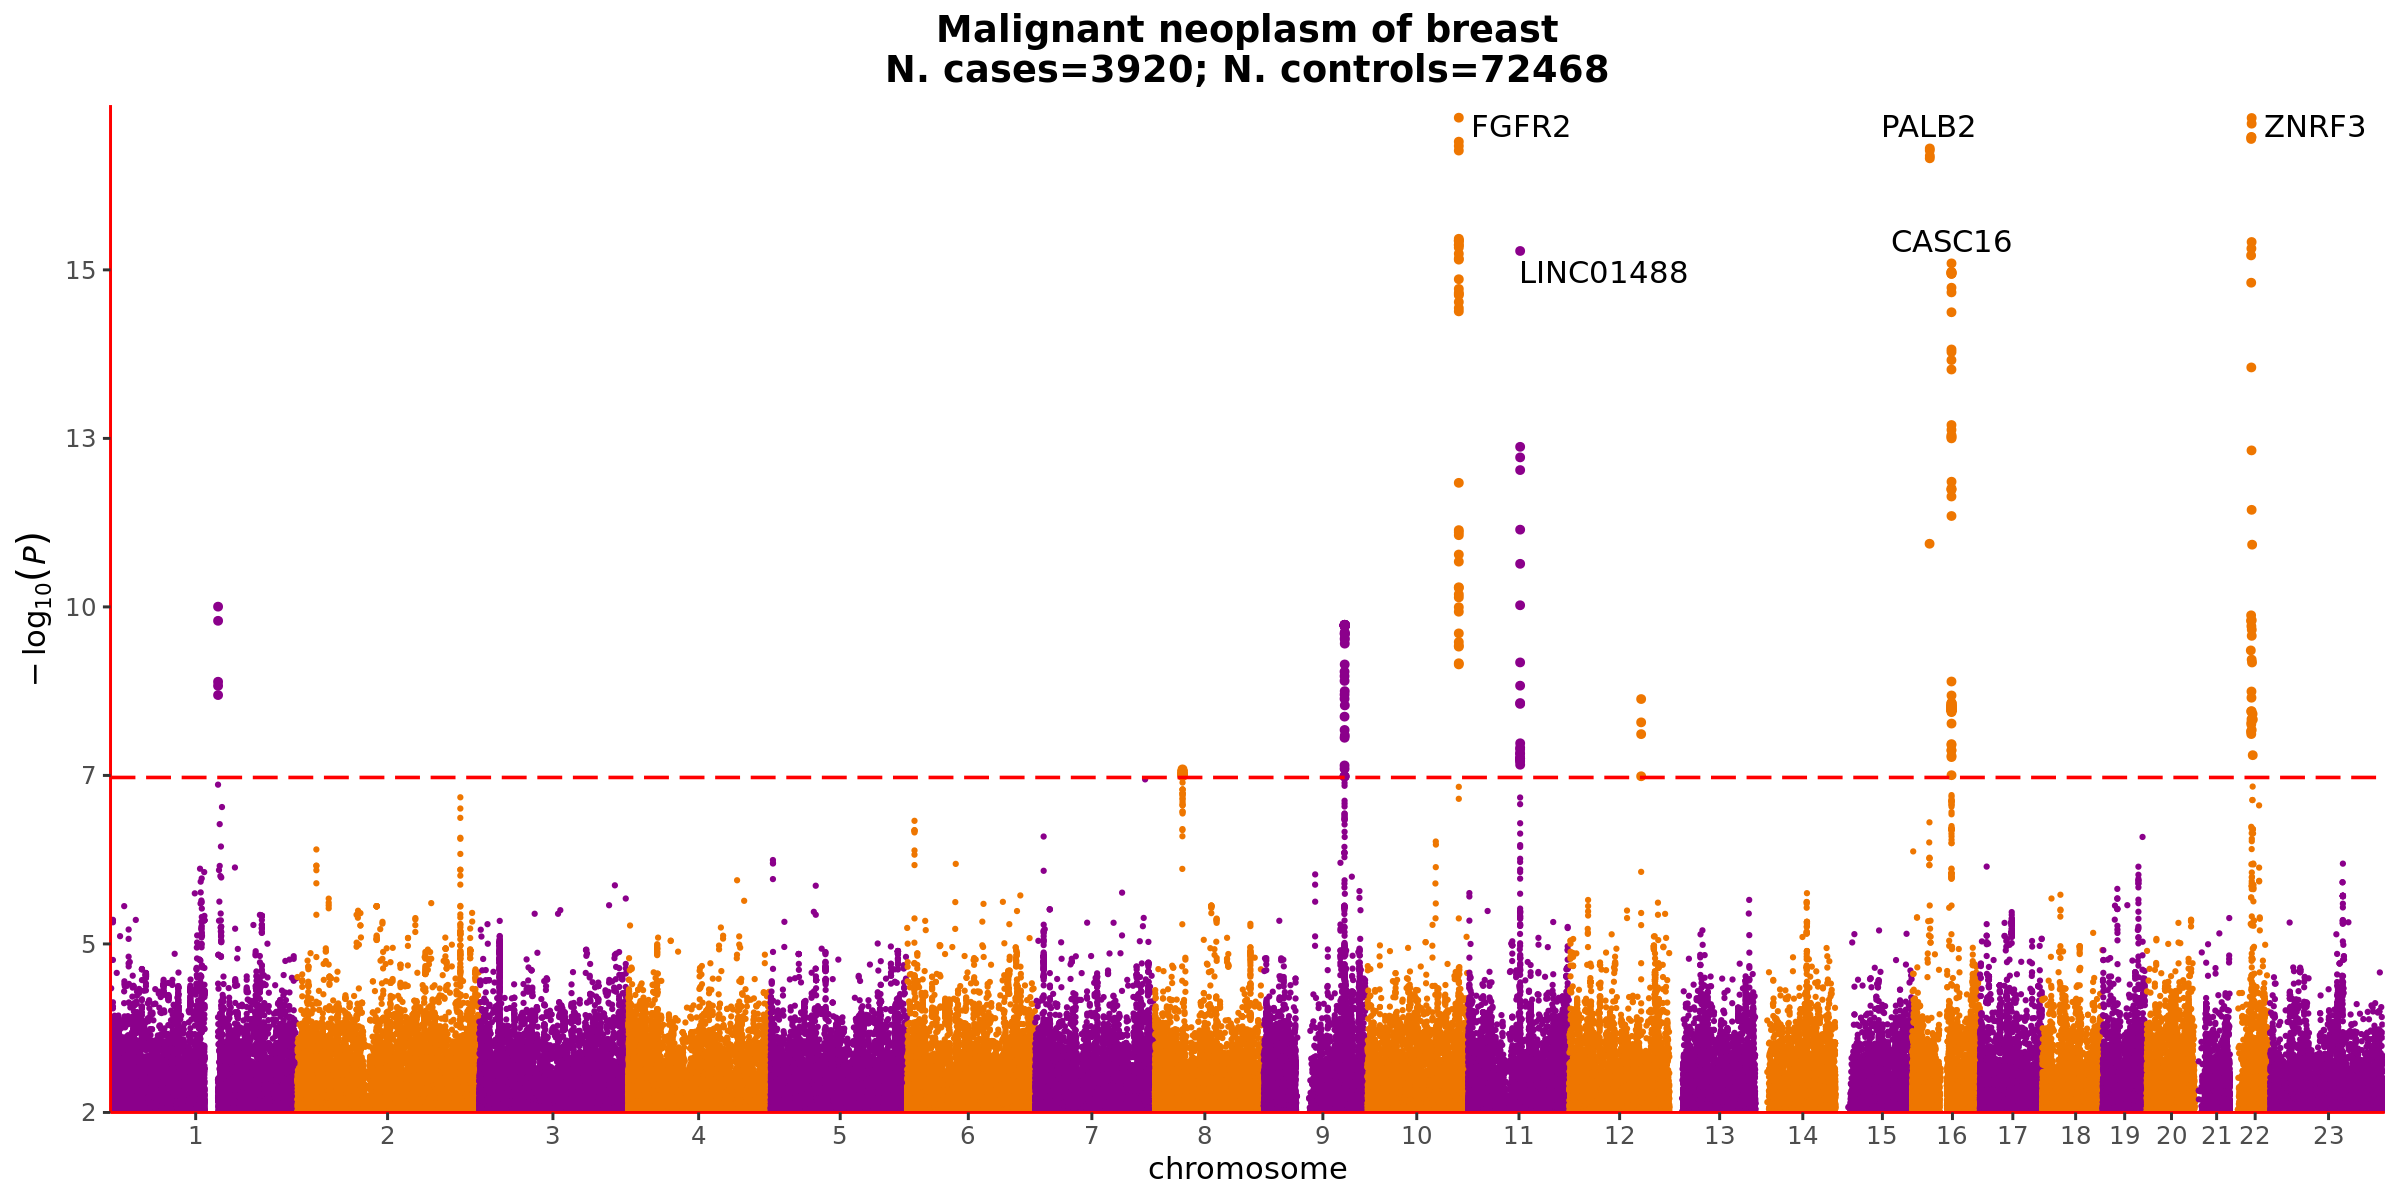 Malignant neoplasm of breast
N. cases=3920; N. controls=72468
FGFR2
PALB2
ZNRF3
CASC16
LINC01488
15
13
10
7
5
2
−log10(P)
1 2 3 4 5 6 7 8 9 10 11 12 13 14 15 16 17 18 19 20 21 22 23
chromosome